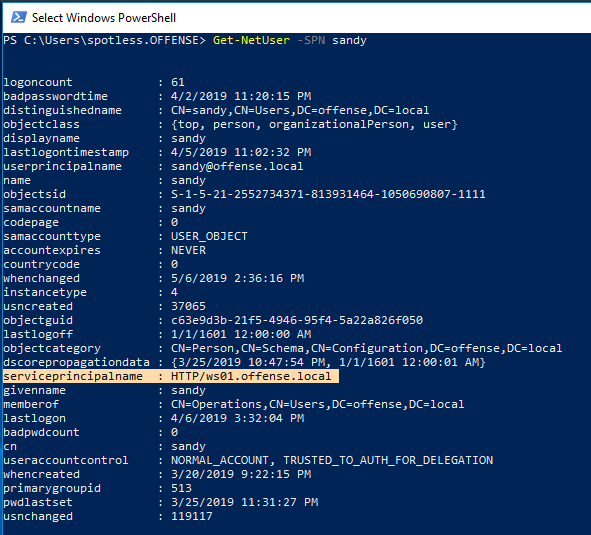 Select Windows PowerShell
PS C:\Users\spotless.OFFENSE> Get-NetUser -SPN sandy
logoncount : 61
badpasswordtime : 4/2/2019 11:20:15 PM
distinguishedname : CN=sandy,CN=Users,DC=offense,DC=local
objectclass : {top, person, organizationalPerson, user}
displayname : sandy
lastlogontimestamp : 4/5/2019 11:02:32 PM
userprincipalname : sandy@offense.local
name : sandy
objectsid : S-1-5-21-2552734371-813931464-1050690807-1111
samaccountname : sandy
codepage : 0
samaccounttype : USER_OBJECT
accountexpires : NEVER
countrycode : 0
whenchanged : 5/6/2019 2:36:16 PM
instancetype : 4
usncreated : 37065
objectguid : c63e9d3b-21f5-4946-95f4-5a22a826f050
lastlogoff : 1/1/1601 12:00:00 AM
objectcategory : CN=Person,CN=Schema,CN=Configuration,DC=offense,DC=local
dscorepropagationdata : {3/25/2019 10:47:54 PM, 1/1/1601 12:00:01 AM}
serviceprincipalname : HTTP/ws01.offense.local
givenname : sandy
memberof : CN=Operations,CN=Users,DC=offense,DC=local
lastlogon : 4/6/2019 3:32:04 PM
badpwdcount : 0
cn : sandy
useraccountcontrol : NORMAL_ACCOUNT, TRUSTED_TO_AUTH_FOR_DELEGATION
whencreated : 3/20/2019 9:22:15 PM
primarygroupid : 513
pwdlastset : 3/25/2019 11:31:27 PM
usnchanged : 119117